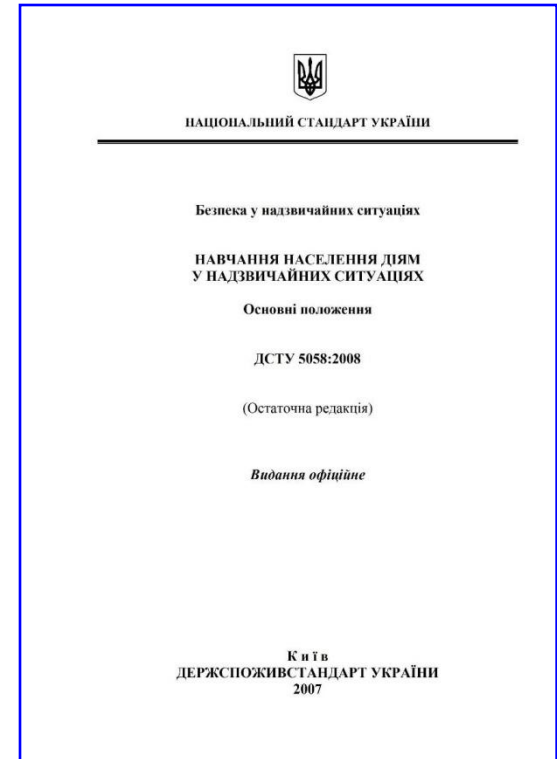 НАЦІОНАЛЬНИЙ СТАНДАРТ УКРАЇНИ
Безпека у надзвичайних ситуаціях
НАВЧАННЯ НАСЕЛЕННЯ ДІЯМ
У НАДЗВИЧАЙНИХ СИТУАЦІЯХ
Основні положення
ДСТУ 5058:2008
(Остаточна редакція)
Видання офіційне
К и ї в
ДЕРЖСПОЖИВСТАНДАРТ УКРАЇНИ
2007